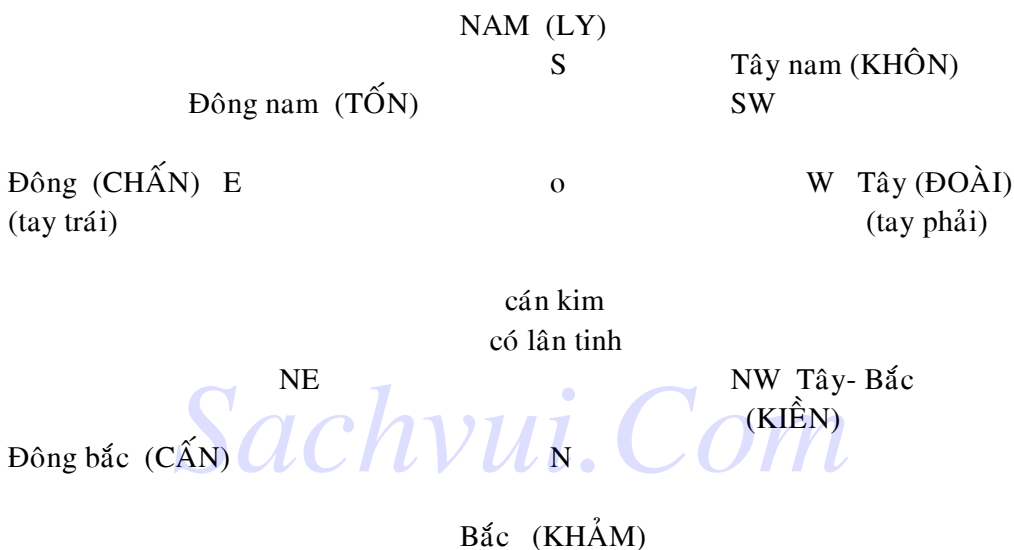 NAM (LY)
S Tây nam (KHÔN)
Đông nam (TỐN) SW
Đông (CHẤN) E o W Tây (ĐOÀI)
(tay trái) (tay phải)
cán kim
có lân tinh
NE NW Tây- Bắc
(KIỀN)
Sachvui.Com
Đông bắc (CẤN) N
Bắc (KHẢM)